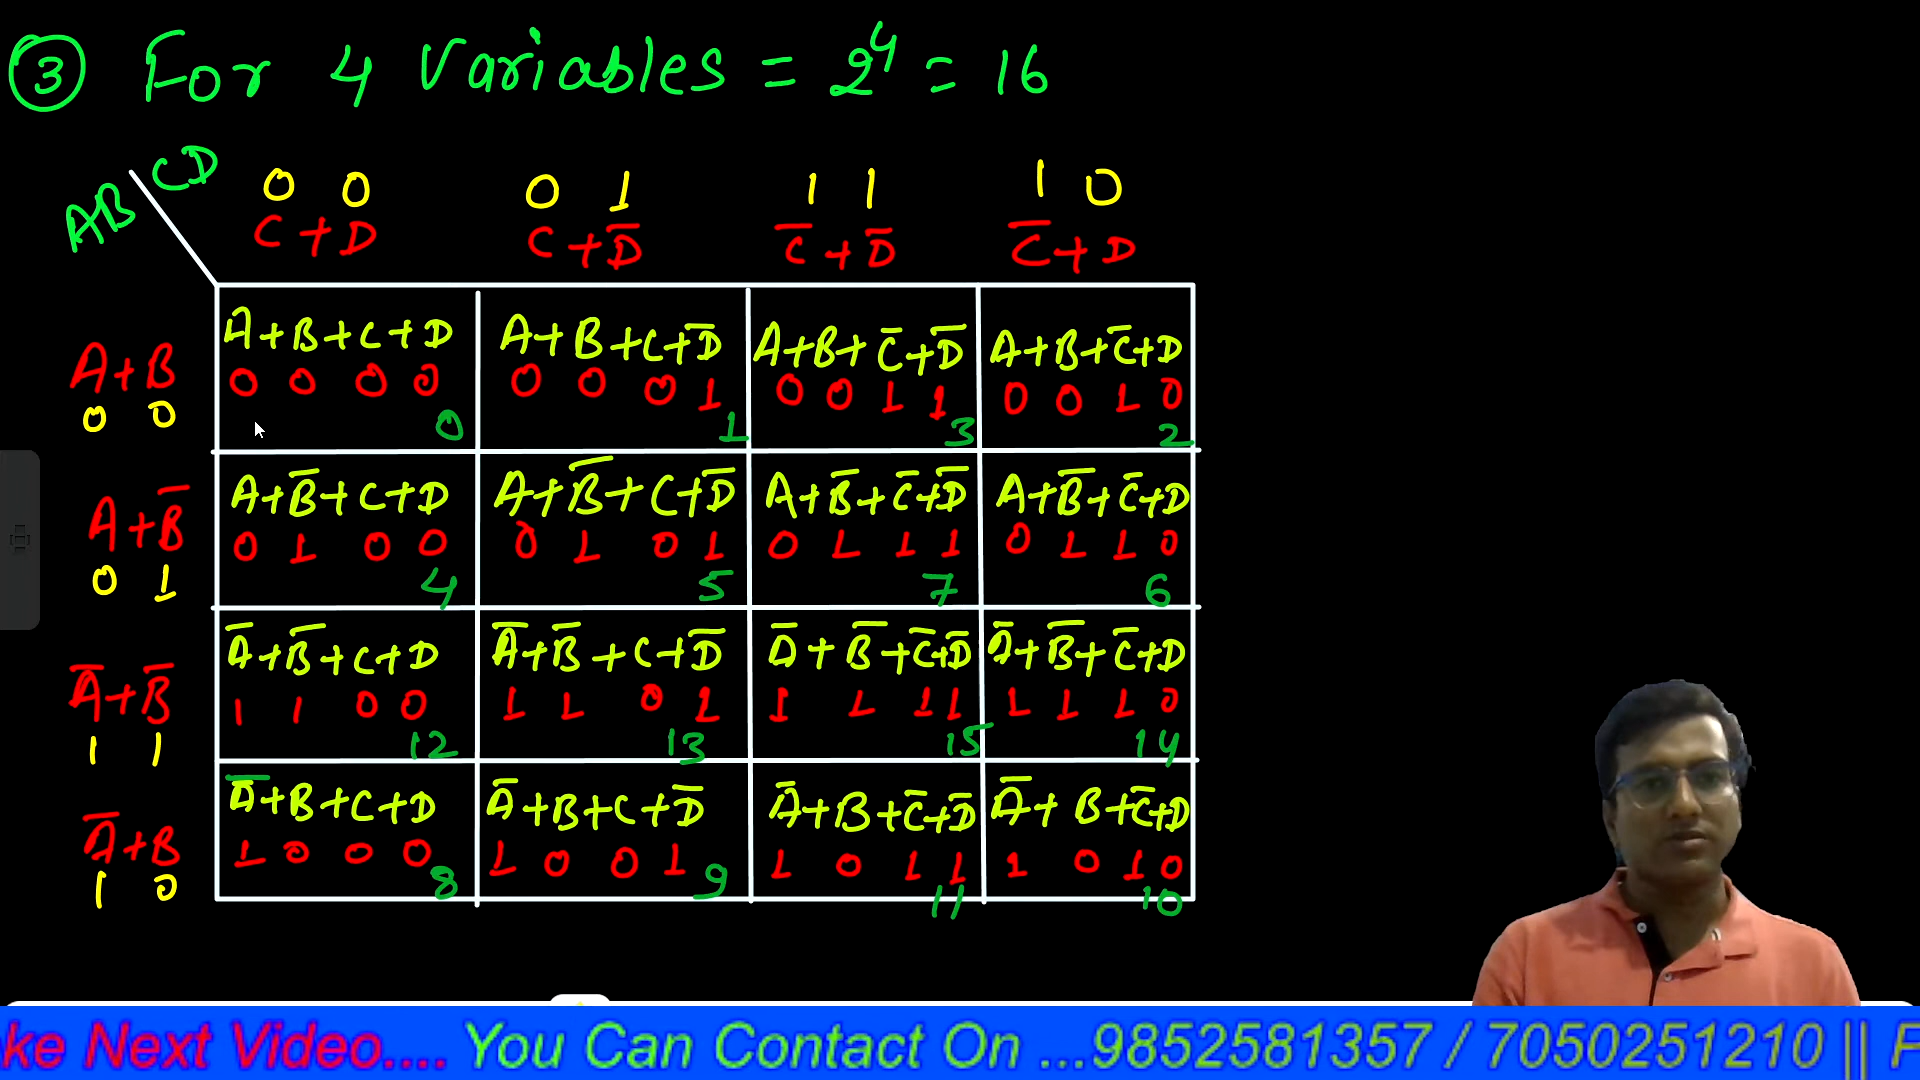 ③ For 4 Variables = 2⁴ = 16
AB CD
0 0 0 1 1 1 1 0
C+D C+D̅ C̅+D̅ C̅+D
A+B+C+D A+B+C+D̅ A+B+C̅+D̅ A+B+C̅+D
A+B
0 0 0 0 0 0 0 1 0 0 1 1 0 0 1 0
0 0
0 1 3 2
A+B̅+C+D A+B̅+C+D̅ A+B̅+C̅+D̅ A+B̅+C̅+D
A+B̅
0 1 0 0 0 1 0 1 0 1 1 1 0 1 1 0
0 1
4 5 7 6
A̅+B̅+C+D A̅+B̅+C+D̅ A̅+B̅+C̅+D̅ A̅+B̅+C̅+D
A̅+B̅
1 1 0 0 1 1 0 1 1 1 1 1 1 1 1 0
1 1
12 13 15 14
A̅+B+C+D A̅+B+C+D̅ A̅+B+C̅+D̅ A̅+B+C̅+D
A̅+B
1 0 0 0 1 0 0 1 1 0 1 1 1 0 1 0
1 0
8 9 11 10
ke Next Video.... You Can Contact On ...9852581357 / 7050251210 ||